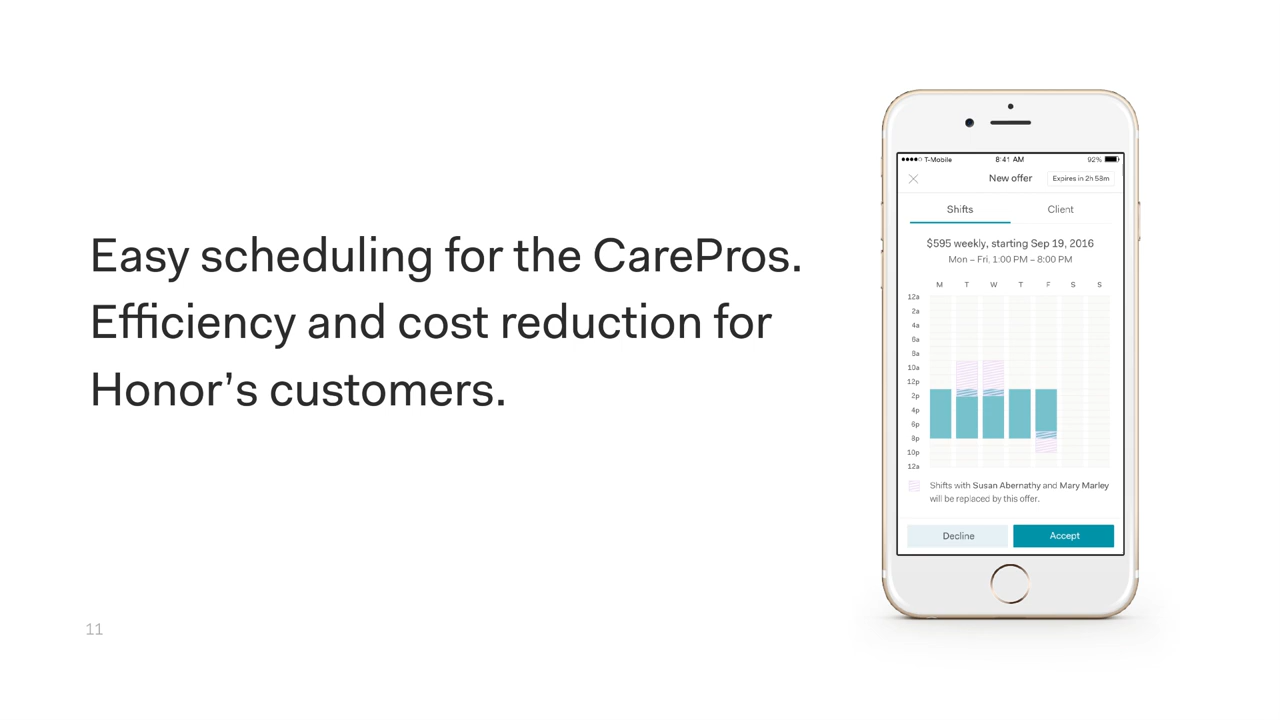 Easy scheduling for the CarePros.
Efficiency and cost reduction for
Honor’s customers.
11
T-Mobile 8:41 AM 92%
New offer Expires in 2h 58m
Shifts Client
$595 weekly, starting Sep 19, 2016
Mon – Fri, 1:00 PM – 8:00 PM
M T W T F S S
12a
2a
4a
6a
8a
10a
12p
2p
4p
6p
8p
10p
12a
Shifts with Susan Abernathy and Mary Marley
will be replaced by this offer.
Decline Accept